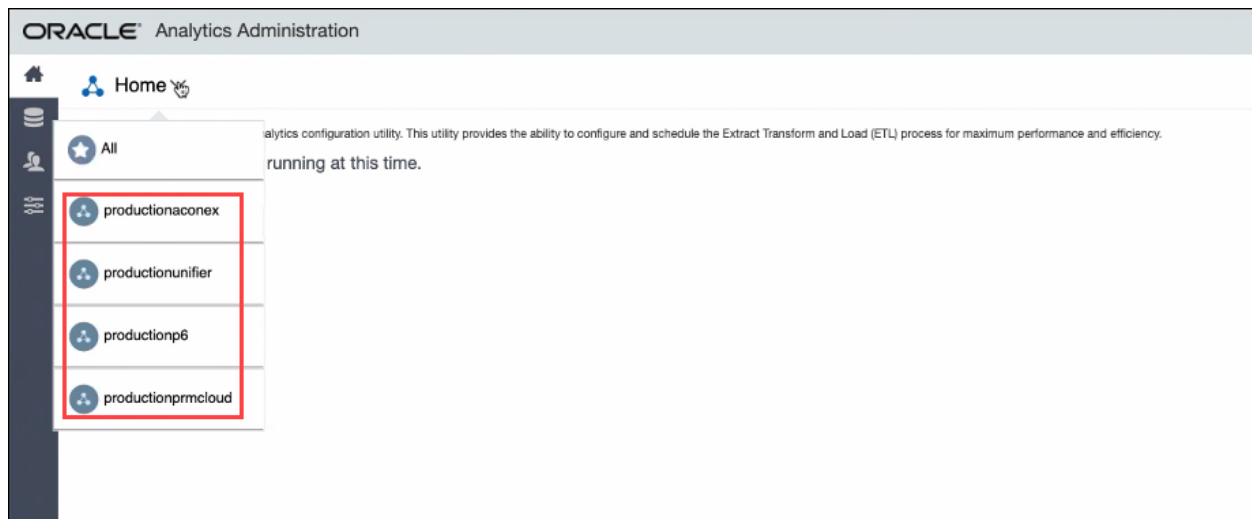 ORACLE® Analytics Administration
Home
alytics configuration utility. This utility provides the ability to configure and schedule the Extract Transform and Load (ETL) process for maximum performance and efficiency.
All
running at this time.
productionaconex
productionunifier
productionp6
productionprmcloud